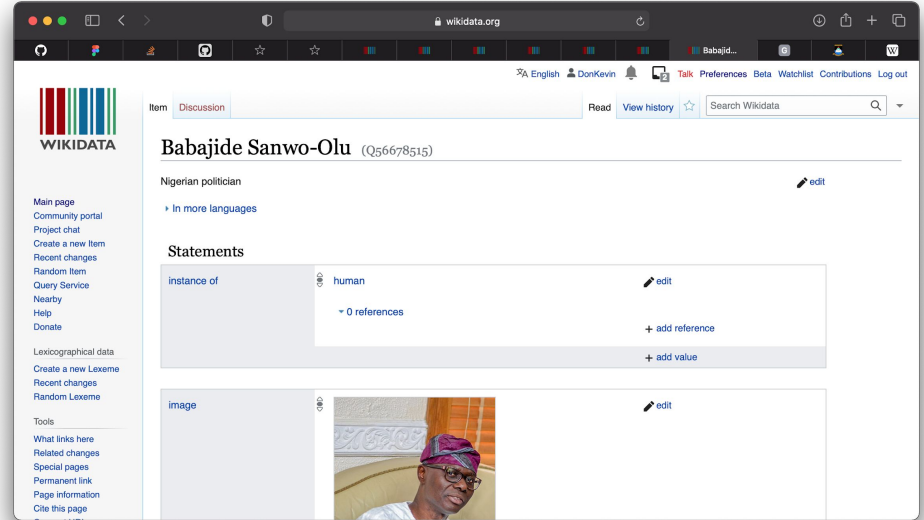 wikidata.org
Babajid...
G
W
English DonKevin 2 Talk Preferences Beta Watchlist Contributions Log out
Item Discussion Read View history Search Wikidata
WIKIDATA
Babajide Sanwo-Olu (Q56678515)
Nigerian politician edit
In more languages
Main page
Community portal
Project chat
Create a new Item
Recent changes
Random Item
Query Service
Nearby
Help
Donate
Lexicographical data
Create a new Lexeme
Recent changes
Random Lexeme
Tools
What links here
Related changes
Special pages
Permanent link
Page information
Cite this page
Statements
instance of human edit
0 references
+ add reference
+ add value
image edit